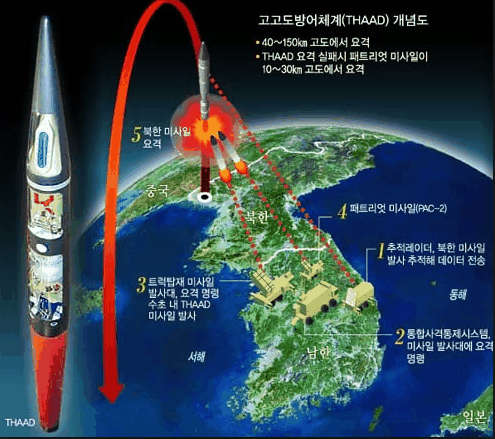 고고도방어체계(THAAD) 개념도
• 40~150km 고도에서 요격
• THAAD 요격 실패시 패트리엇 미사일이
10~30km 고도에서 요격
5 북한 미사일
요격
중국
북한
4 패트리엇 미사일(PAC-2)
1 추적레이더, 북한 미사일
발사 추적해 데이터 전송
3 트럭탑재 미사일
발사대, 요격 명령
수초 내 THAAD
미사일 발사
동해
2 통합사격통제시스템,
미사일 발사대에 요격
명령
서해
남한
일본
THAAD